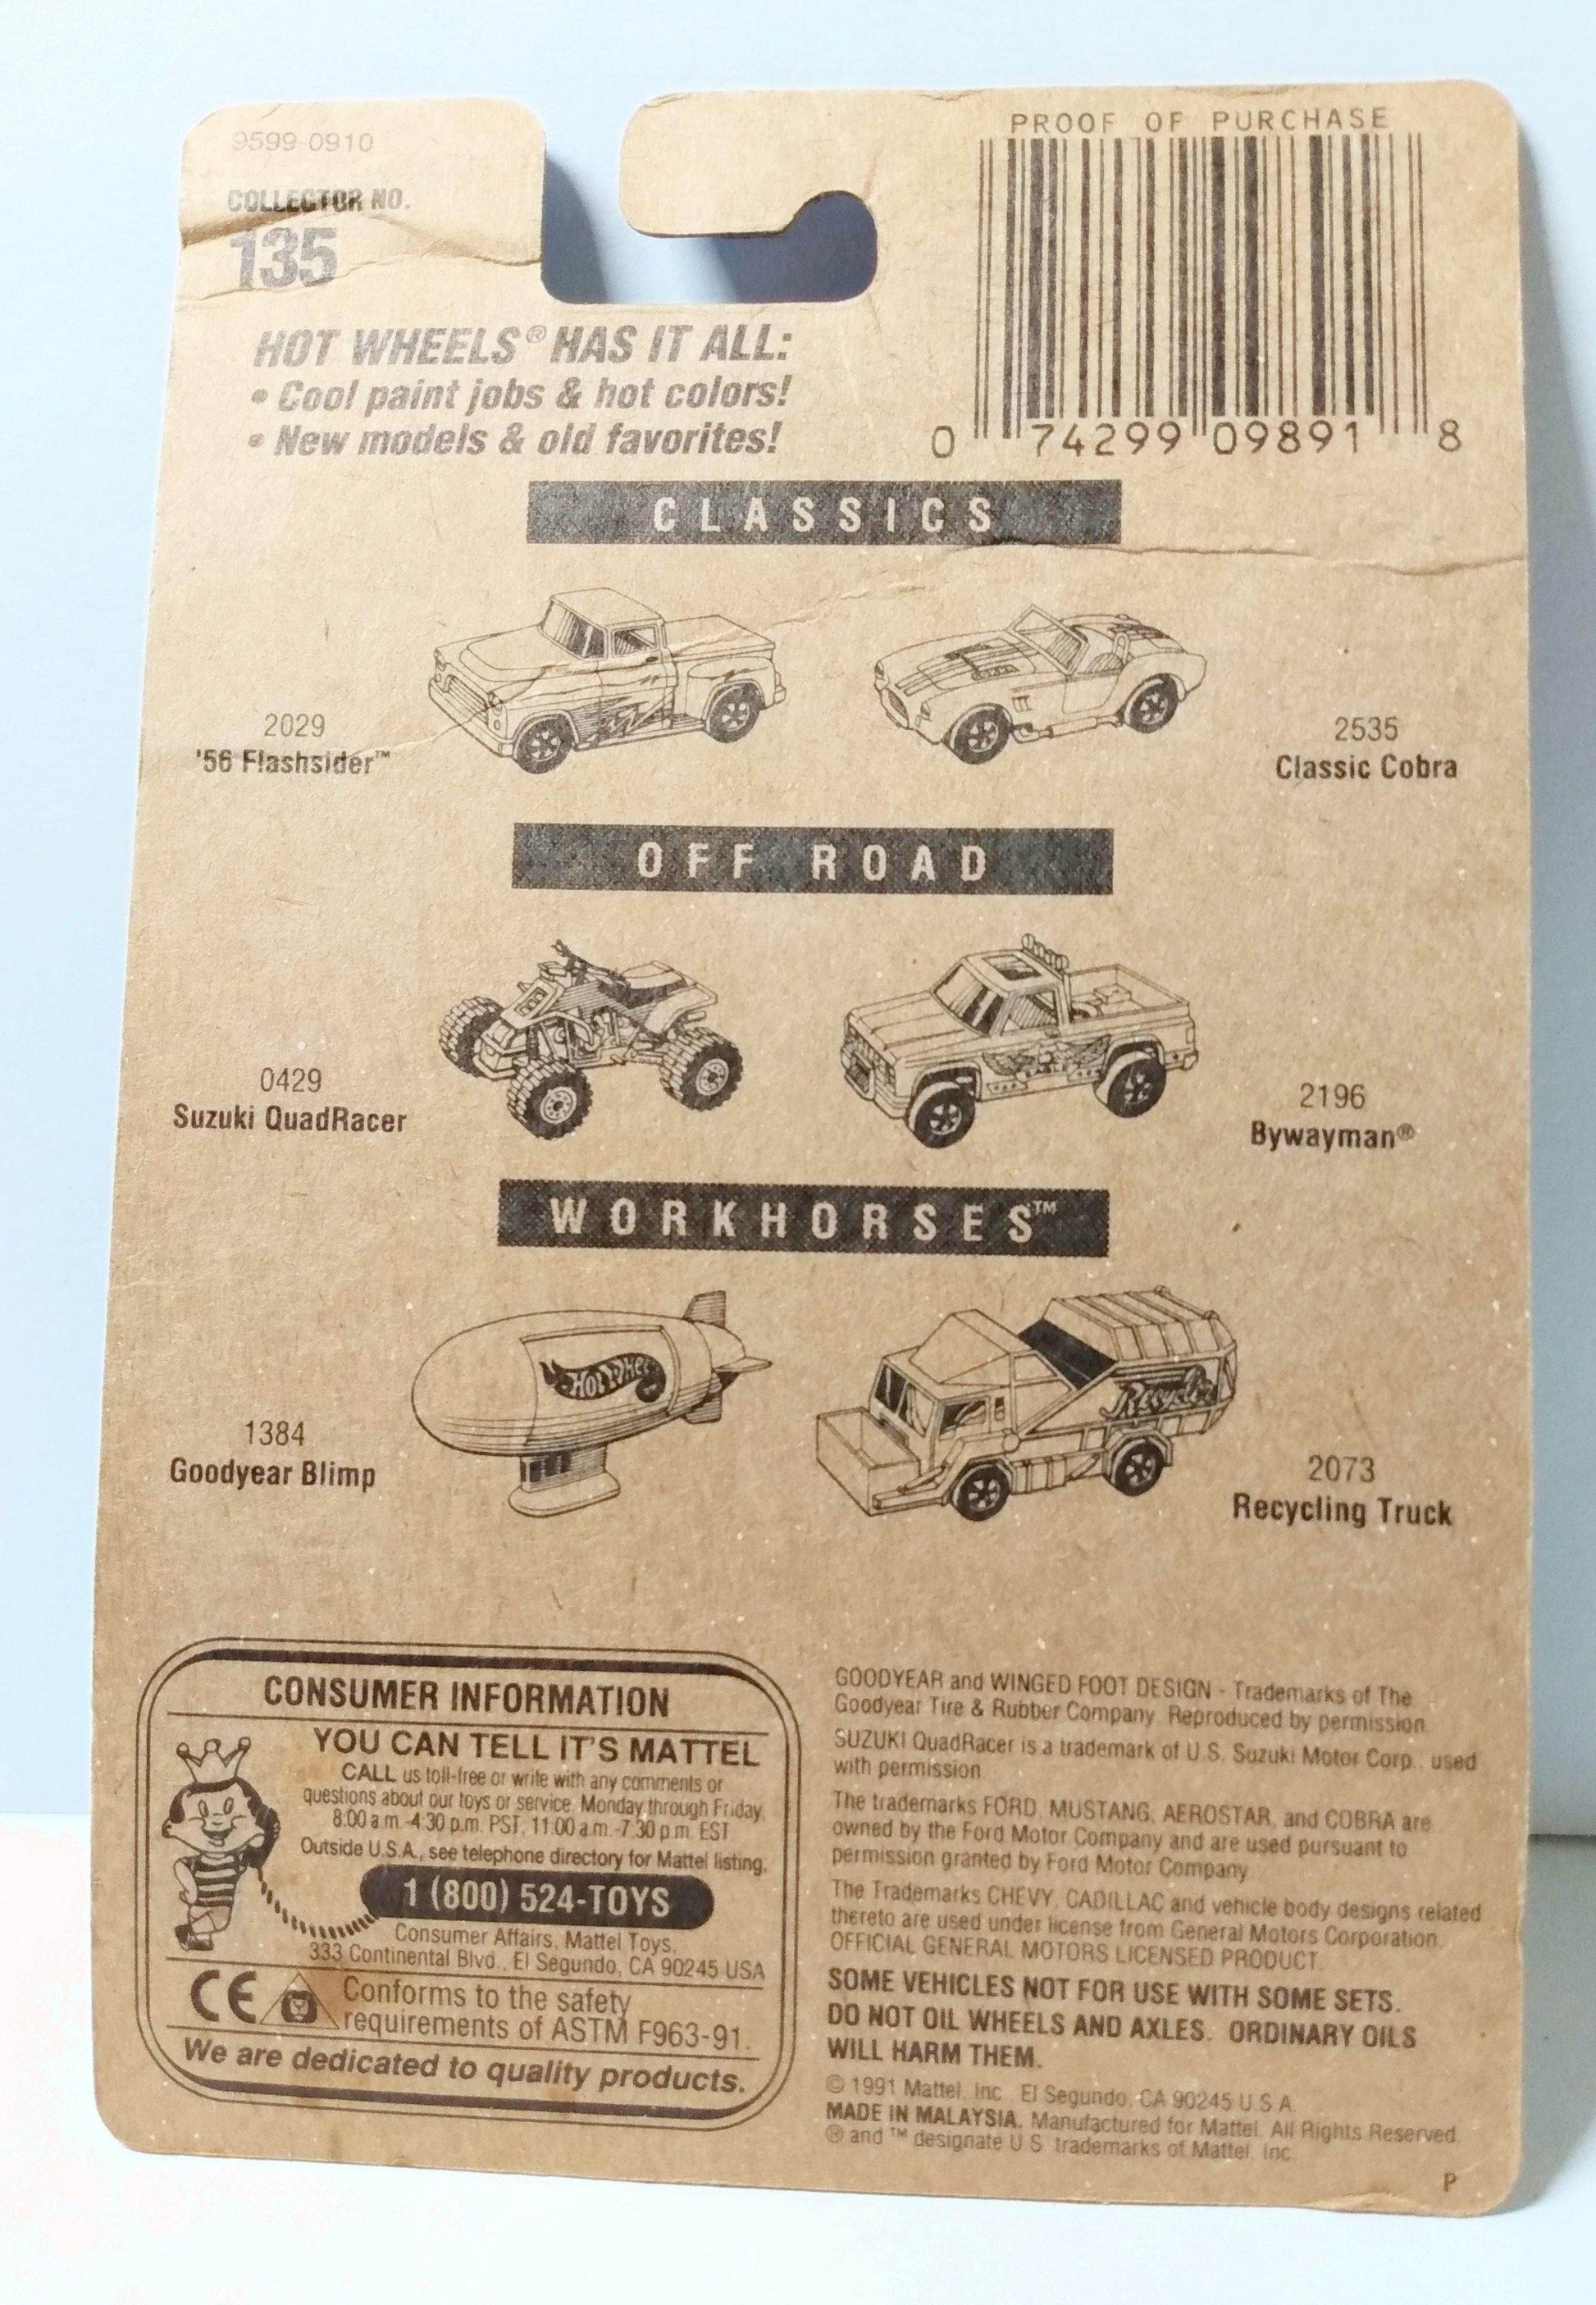 9599-0910
COLLECTOR NO.
135
PROOF OF PURCHASE
0 74299 09891 8
HOT WHEELS® HAS IT ALL:
• Cool paint jobs & hot colors!
• New models & old favorites!
CLASSICS
2029
'56 Flashsider™
2535
Classic Cobra
OFF ROAD
0429
Suzuki QuadRacer
2196
Bywayman®
WORKHORSES™
HOT WHEELS
Recycler
1384
Goodyear Blimp
2073
Recycling Truck
CONSUMER INFORMATION
YOU CAN TELL IT'S MATTEL
CALL us toll-free or write with any comments or
questions about our toys or service. Monday through Friday,
8:00 a.m.-4:30 p.m. PST, 11:00 a.m.-7:30 p.m. EST
Outside U.S.A., see telephone directory for Mattel listing.
1 (800) 524-TOYS
Consumer Affairs, Mattel Toys,
333 Continental Blvd., El Segundo, CA 90245 USA
CE Conforms to the safety
requirements of ASTM F963-91.
We are dedicated to quality products.
GOODYEAR and WINGED FOOT DESIGN - Trademarks of The
Goodyear Tire & Rubber Company. Reproduced by permission.
SUZUKI QuadRacer is a trademark of U.S. Suzuki Motor Corp., used
with permission.
The trademarks FORD, MUSTANG, AEROSTAR, and COBRA are
owned by the Ford Motor Company and are used pursuant to
permission granted by Ford Motor Company
The Trademarks CHEVY, CADILLAC and vehicle body designs related
thereto are used under license from General Motors Corporation.
OFFICIAL GENERAL MOTORS LICENSED PRODUCT.
SOME VEHICLES NOT FOR USE WITH SOME SETS.
DO NOT OIL WHEELS AND AXLES. ORDINARY OILS
WILL HARM THEM.
© 1991 Mattel, Inc. El Segundo, CA 90245 U.S.A.
MADE IN MALAYSIA. Manufactured for Mattel. All Rights Reserved.
® and ™ designate U.S. trademarks of Mattel, Inc.
P